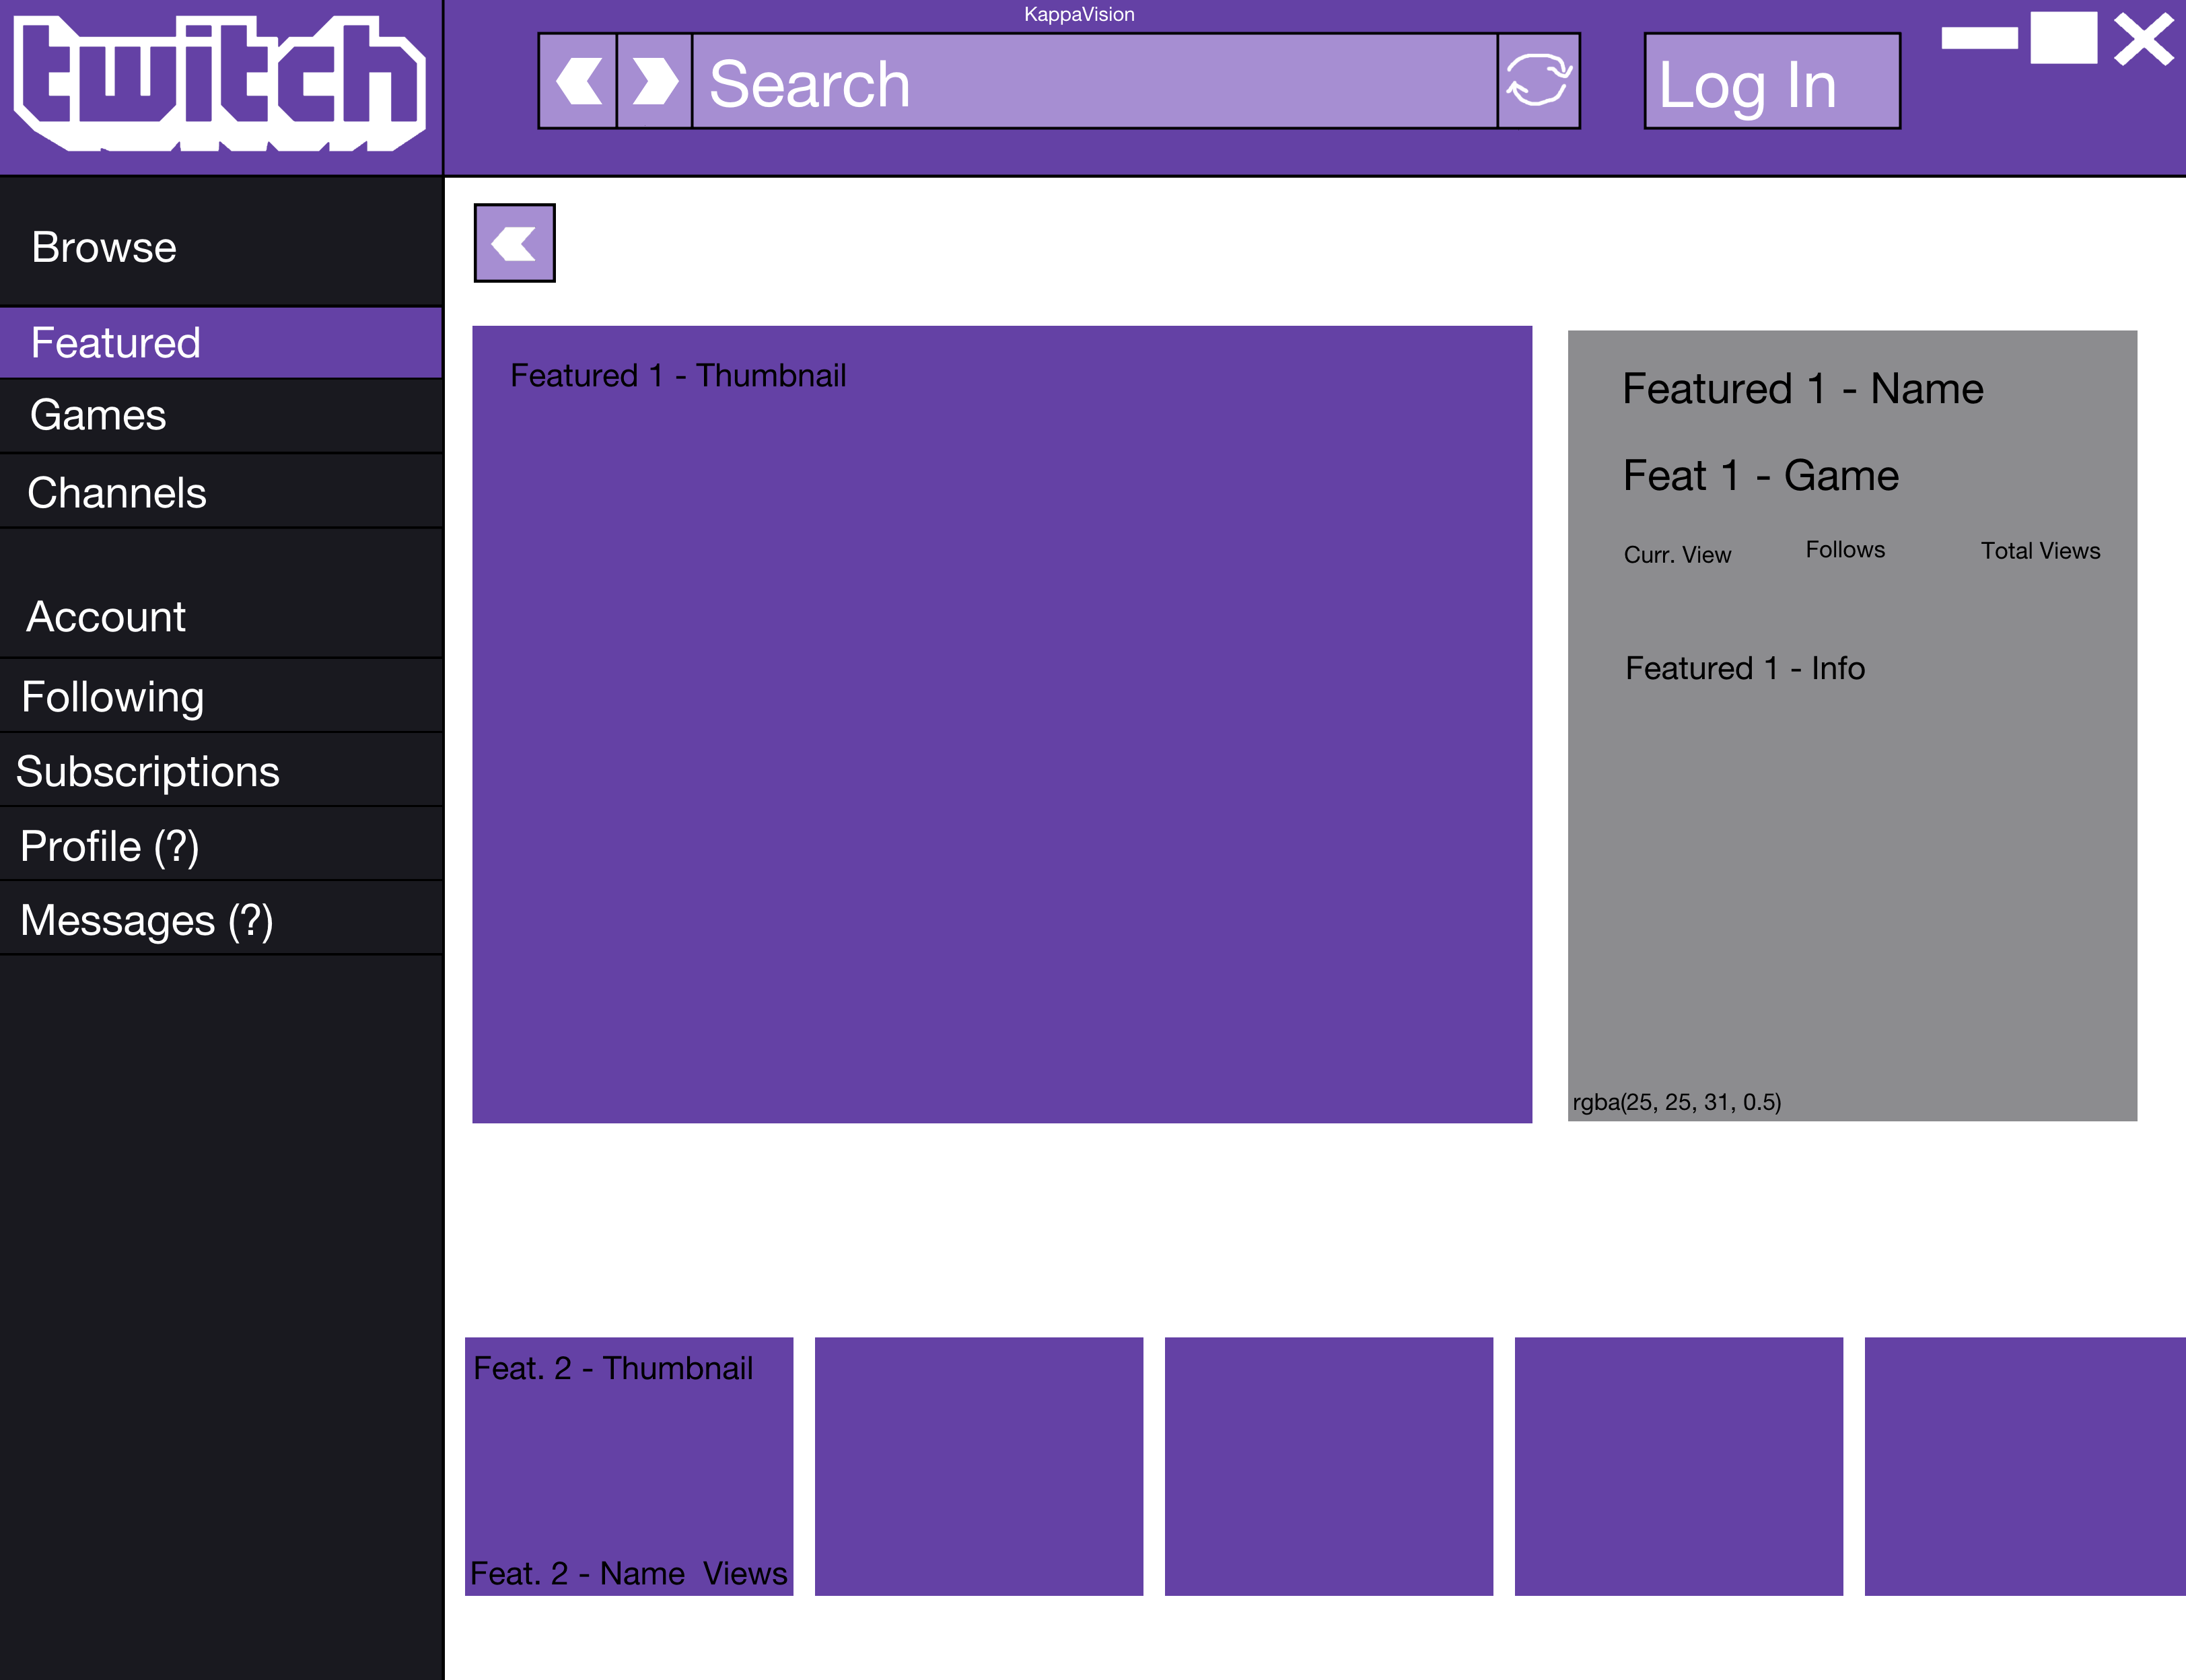 KappaVision
twitch
Search
Log In
Browse
Featured
Games
Channels
Account
Following
Subscriptions
Profile (?)
Messages (?)
Featured 1 - Thumbnail
Featured 1 - Name
Feat 1 - Game
Curr. View Follows Total Views
Featured 1 - Info
rgba(25, 25, 31, 0.5)
Feat. 2 - Thumbnail
Feat. 2 - Name Views